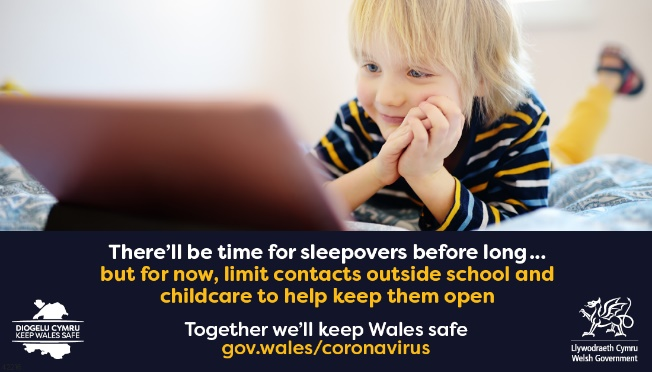 There'll be time for sleepovers before long...
but for now, limit contacts outside school and
childcare to help keep them open
Together we'll keep Wales safe
gov.wales/coronavirus
DIOGELU CYMRU
KEEP WALES SAFE
Llywodraeth Cymru
Welsh Government